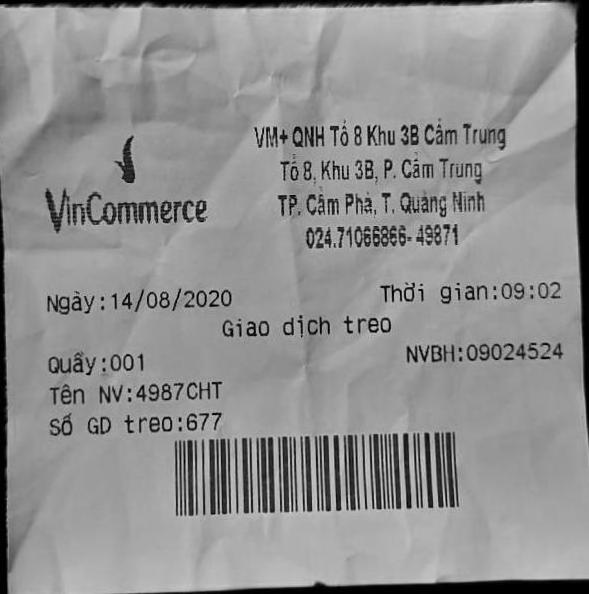 VM+ QNH Tổ 8 Khu 3B Cẩm Trung
Tổ 8, Khu 3B, P. Cẩm Trung
VinCommerce
TP. Cẩm Phả, T. Quảng Ninh
024.71066866-49871
Ngày:14/08/2020 Thời gian:09:02
Giao dịch treo
Quầy:001 NVBH:09024524
Tên NV:4987CHT
Số GD treo:677